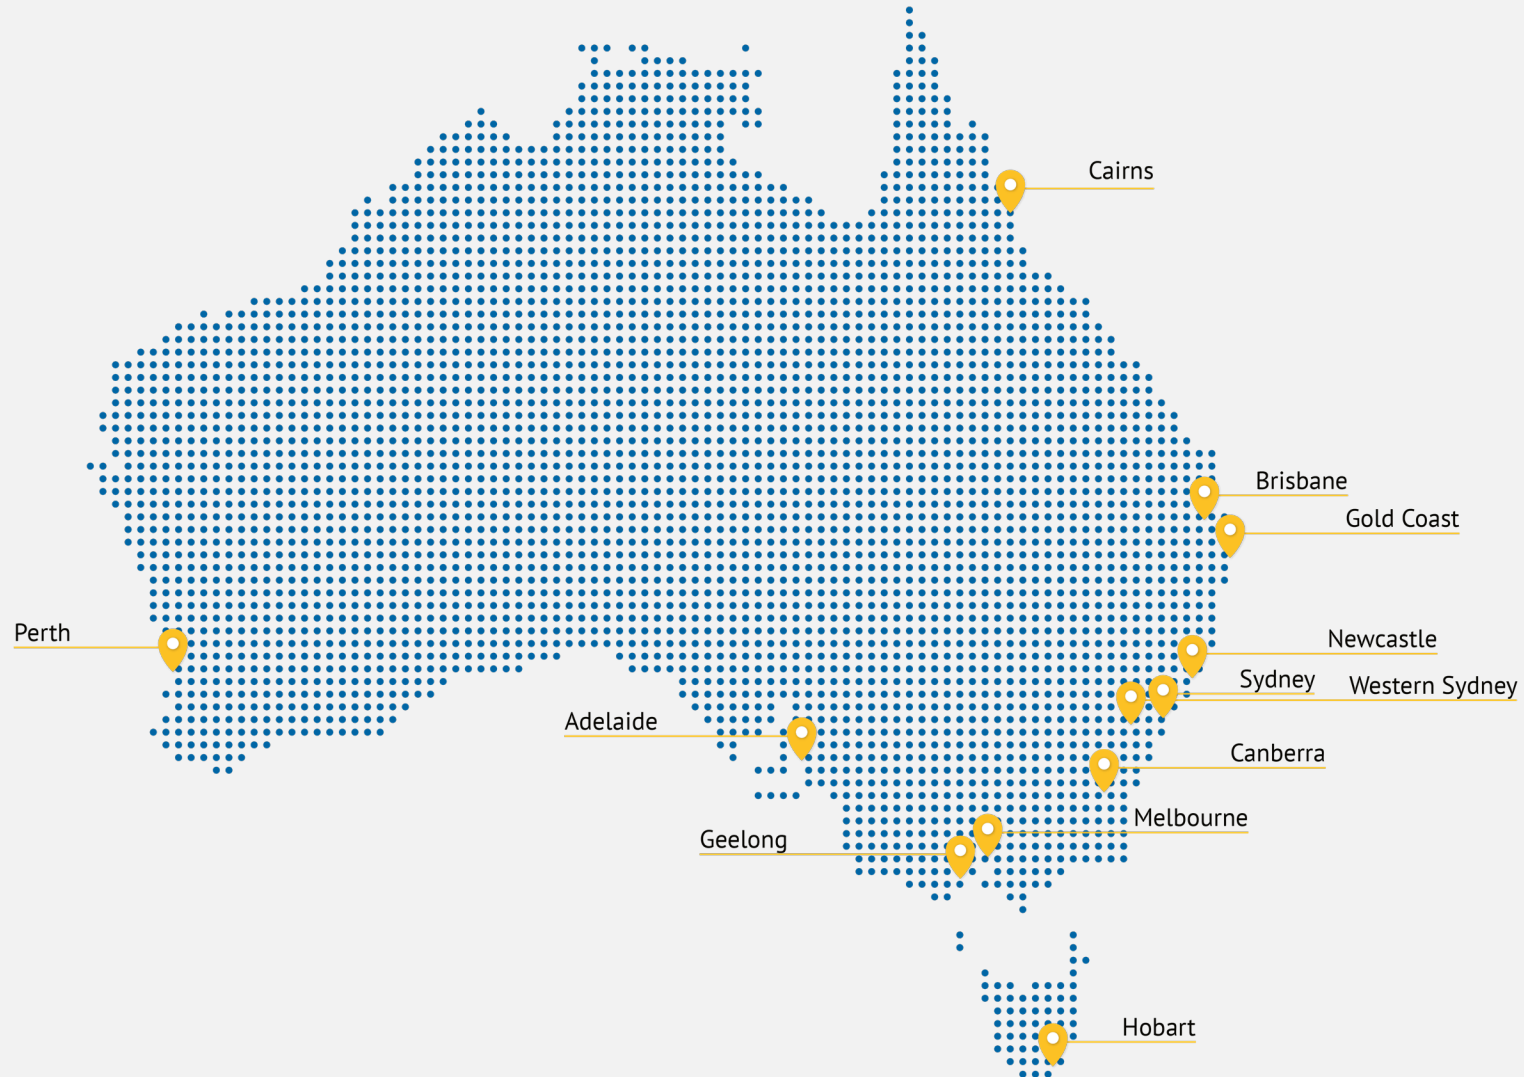 Cairns
Brisbane
Gold Coast
Perth
Newcastle
Sydney
Western Sydney
Adelaide
Canberra
Melbourne
Geelong
Hobart